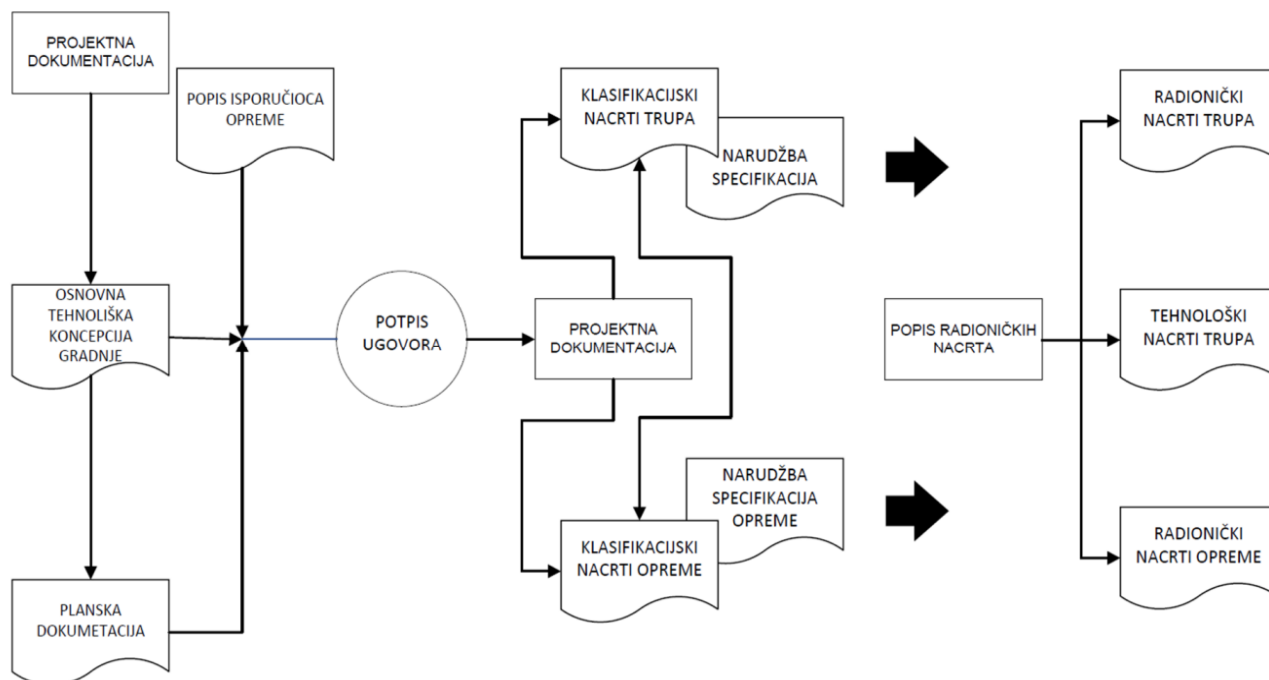 PROJEKTNA
DOKUMENTACIJA
POPIS ISPORUČIOCA
OPREME
OSNOVNA
TEHNOLIŠKA
KONCEPCIJA
GRADNJE
PLANSKA
DOKUMETACIJA
POTPIS
UGOVORA
KLASIFIKACIJSKI
NACRTI TRUPA
NARUDŽBA
SPECIFIKACIJA
PROJEKTNA
DOKUMENTACIJA
NARUDŽBA
SPECIFIKACIJA
OPREME
KLASIFIKACIJSKI
NACRTI OPREME
POPIS RADIONIČKIH
NACRTA
RADIONIČKI
NACRTI TRUPA
TEHNOLOŠKI
NACRTI TRUPA
RADIONIČKI
NACRTI OPREME